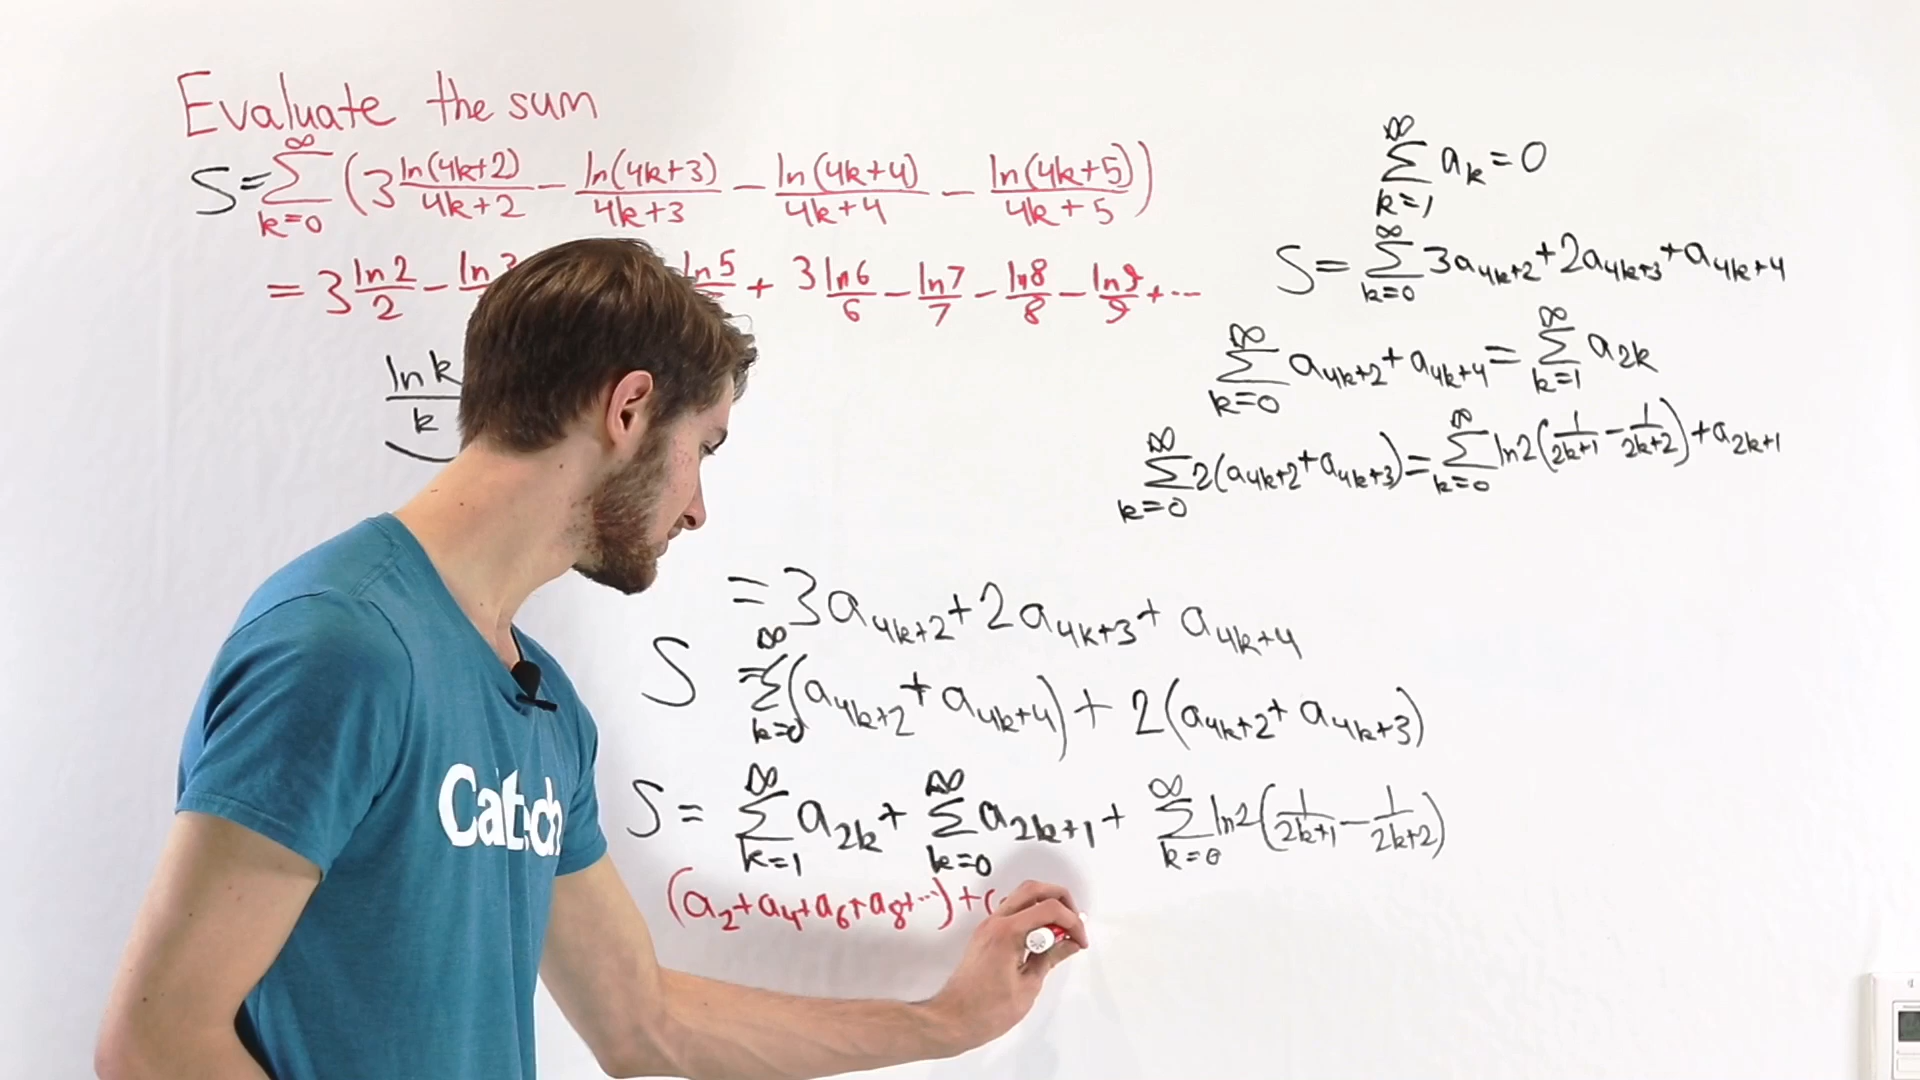 Evaluate the sum
S=∑_{k=0}^{∞} (3 ln(4k+2)/(4k+2) − ln(4k+3)/(4k+3) − ln(4k+4)/(4k+4) − ln(4k+5)/(4k+5))
= 3 ln2/2 − ln3 ln5 + 3 ln6/6 − ln7/7 − ln8/8 − ln9/9 + ...
ln k/k
∑_{k=1}^{∞} a_k = 0
S = ∑_{k=0}^{∞} 3a_{4k+2} + 2a_{4k+3} + a_{4k+4}
∑_{k=0}^{∞} a_{4k+2} + a_{4k+4} = ∑_{k=1}^{∞} a_{2k}
∑_{k=0}^{∞} 2(a_{4k+2} + a_{4k+3}) = ∑_{k=0}^{∞} ln2(1/(2k+1) − 1/(2k+2)) + a_{2k+1}
= 3a_{4k+2} + 2a_{4k+3} + a_{4k+4}
S = ∑_{k=0}^{∞} (a_{4k+2} + a_{4k+4}) + 2(a_{4k+2} + a_{4k+3})
S = ∑_{k=1}^{∞} a_{2k} + ∑_{k=0}^{∞} a_{2k+1} + ∑_{k=0}^{∞} ln2(1/(2k+1) − 1/(2k+2))
(a_2 + a_4 + a_6 + a_8 + ...) + (
Caltech